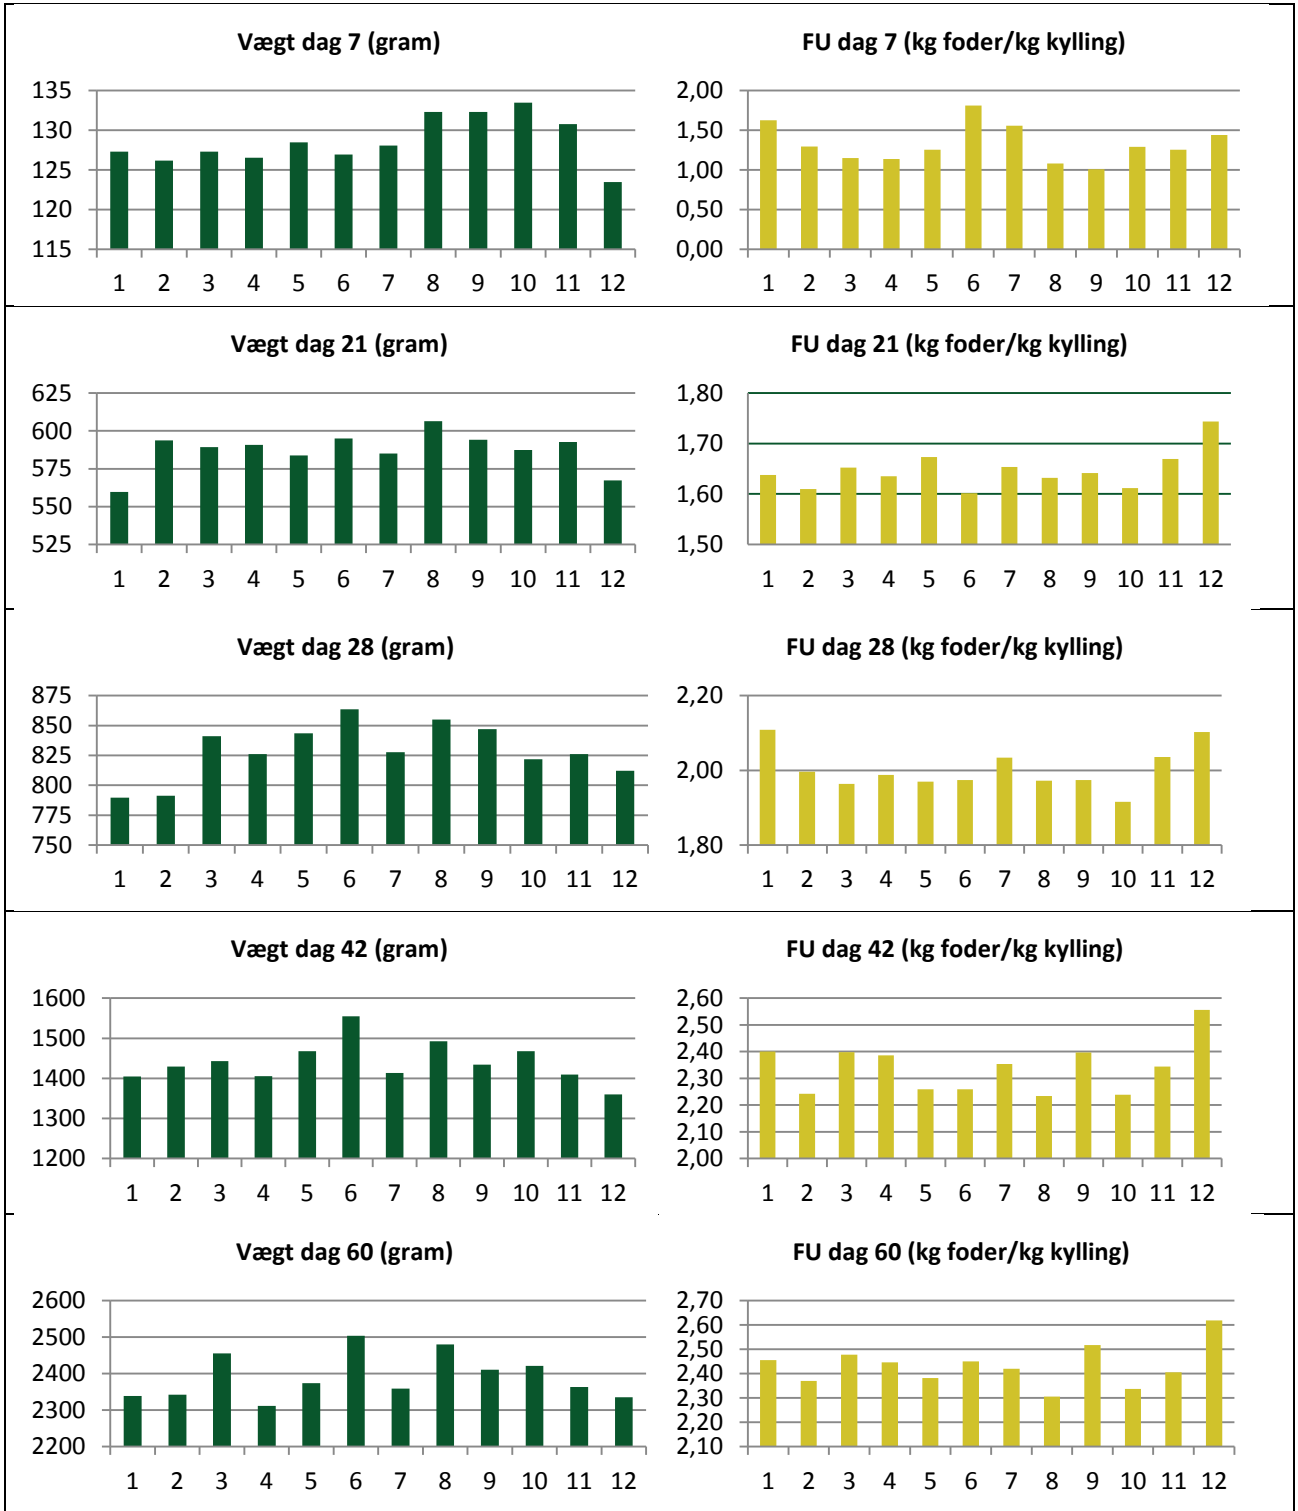 Vægt dag 7 (gram)
135
130
125
120
115
1 2 3 4 5 6 7 8 9 10 11 12
FU dag 7 (kg foder/kg kylling)
2,00
1,50
1,00
0,50
0,00
1 2 3 4 5 6 7 8 9 10 11 12
Vægt dag 21 (gram)
625
600
575
550
525
1 2 3 4 5 6 7 8 9 10 11 12
FU dag 21 (kg foder/kg kylling)
1,80
1,70
1,60
1,50
1 2 3 4 5 6 7 8 9 10 11 12
Vægt dag 28 (gram)
875
850
825
800
775
750
1 2 3 4 5 6 7 8 9 10 11 12
FU dag 28 (kg foder/kg kylling)
2,20
2,00
1,80
1 2 3 4 5 6 7 8 9 10 11 12
Vægt dag 42 (gram)
1600
1500
1400
1300
1200
1 2 3 4 5 6 7 8 9 10 11 12
FU dag 42 (kg foder/kg kylling)
2,60
2,50
2,40
2,30
2,20
2,10
2,00
1 2 3 4 5 6 7 8 9 10 11 12
Vægt dag 60 (gram)
2600
2500
2400
2300
2200
1 2 3 4 5 6 7 8 9 10 11 12
FU dag 60 (kg foder/kg kylling)
2,70
2,60
2,50
2,40
2,30
2,20
2,10
1 2 3 4 5 6 7 8 9 10 11 12